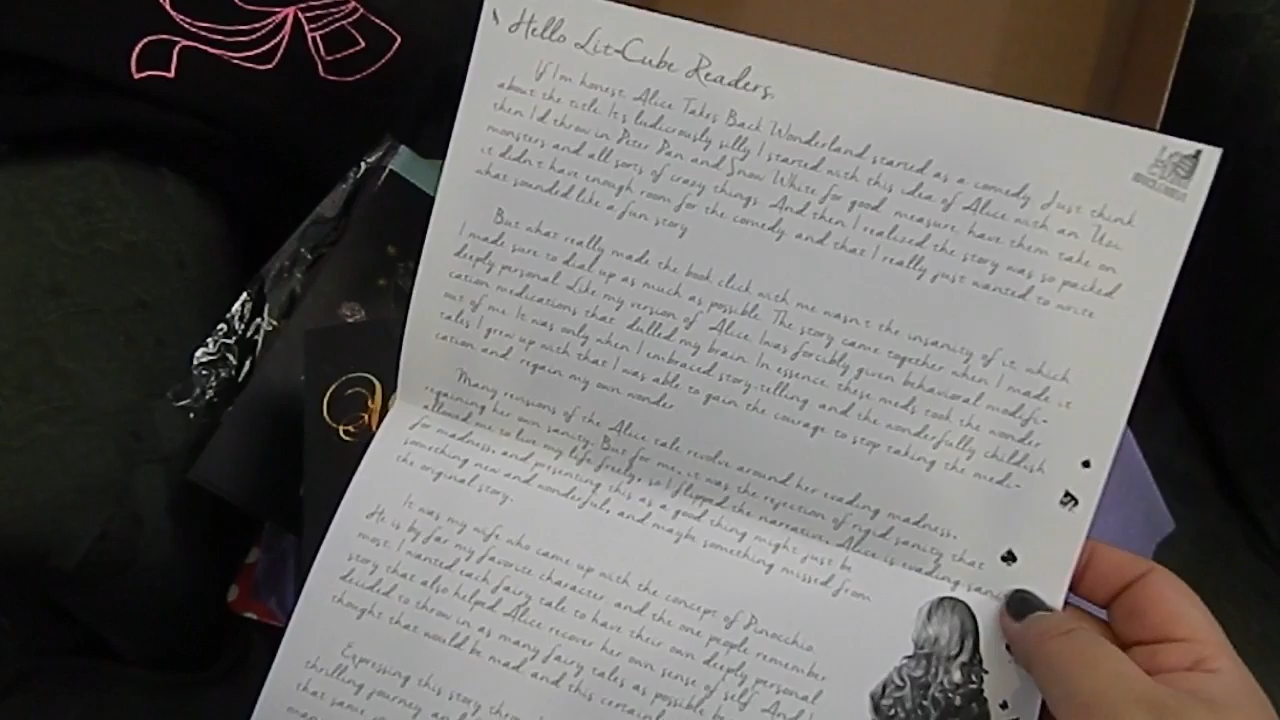 Hello Lit-Cube Readers,
If I'm honest, Alice Takes Back Wonderland started as a comedy. Just think
about the title. Its ludicrously silly. I started with this idea of Alice with an Uzi
then I'd throw in Peter Pan and Snow White for good measure, have them take on
monsters and all sorts of crazy things. And then I realized the story was so packed
it didn't have enough room for the comedy, and that I really just wanted to write
what sounded like a fun story
But what really made the book click with me wasn't the insanity of it, which
I made sure to dial up as much as possible. The story came together when I made it
deeply personal. Like my version of Alice, I was forcibly given behavioral modifi-
cation medications that dulled my brain. In essence, these meds took the wonder
out of me. It was only when I embraced story-telling, and the wonderfully childish
tales I grew up with that I was able to gain the courage to stop taking the medi-
cation and regain my own wonder
Many revisions of the Alice tale revolve around her evading madness,
regaining her own sanity. But for me, it was the rejection of rigid sanity that
allowed me to live my life freely, so I flipped the narrative. Alice is evading
for madness, and presenting this as a good thing might just be
something new and wonderful, and maybe something missed from
the original story.
It was my wife who came up with the concept of Pinocchio.
He is by far my favorite character, and the one people remember
most. I wanted each fairy tale to have their own deeply personal
story that also helped Alice recover her own sense of self. And I
decided to throw in as many fairy tales as possible
thought that would be mad, and this
Expressing this story
thrilling journey, and
that same